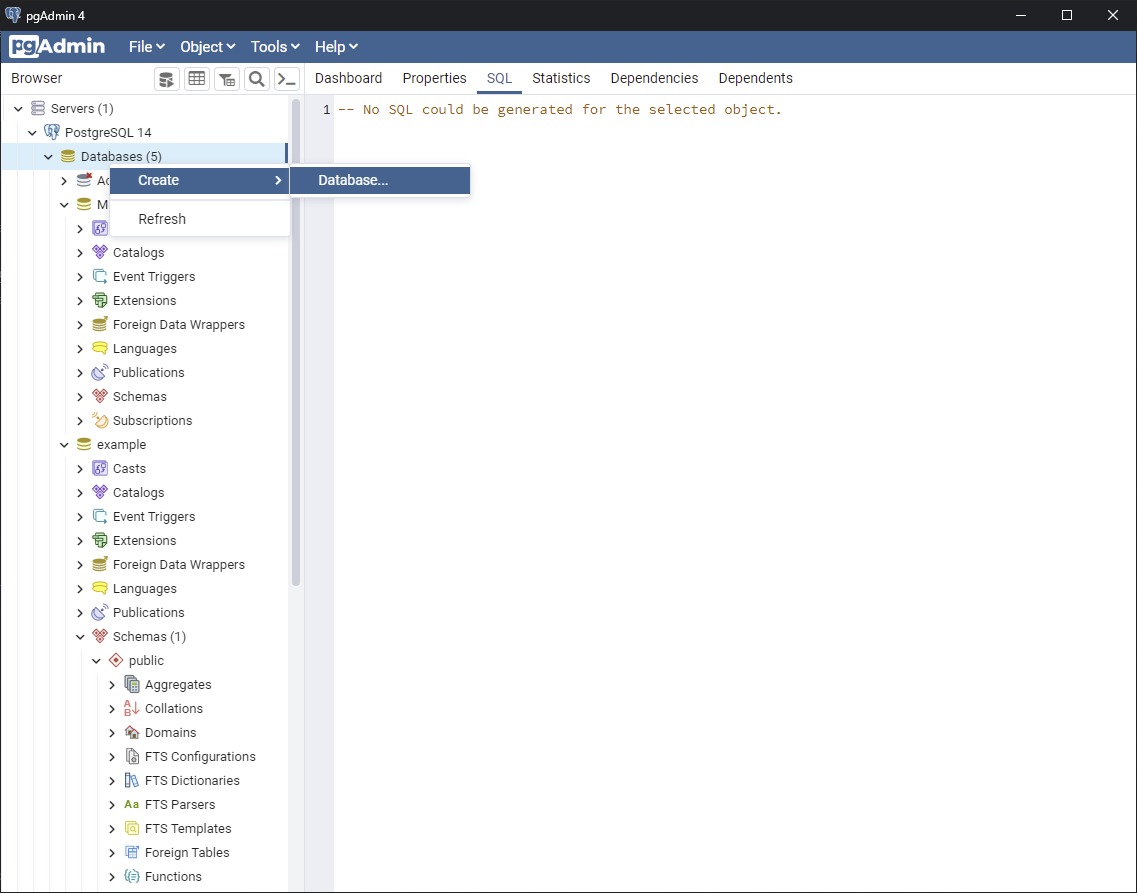 pgAdmin 4
pgAdmin File Object Tools Help
Browser Dashboard Properties SQL Statistics Dependencies Dependents
Servers (1)
PostgreSQL 14
Databases (5)
Create Database...
Refresh
Catalogs
Event Triggers
Extensions
Foreign Data Wrappers
Languages
Publications
Schemas
Subscriptions
example
Casts
Catalogs
Event Triggers
Extensions
Foreign Data Wrappers
Languages
Publications
Schemas (1)
public
Aggregates
Collations
Domains
FTS Configurations
FTS Dictionaries
Aa FTS Parsers
FTS Templates
Foreign Tables
Functions
1 -- No SQL could be generated for the selected object.